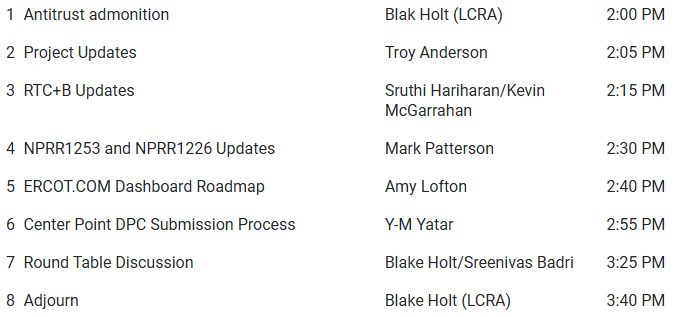 1 Antitrust admonition Blak Holt (LCRA) 2:00 PM
2 Project Updates Troy Anderson 2:05 PM
3 RTC+B Updates Sruthi Hariharan/Kevin 2:15 PM
McGarrahan
4 NPRR1253 and NPRR1226 Updates Mark Patterson 2:30 PM
5 ERCOT.COM Dashboard Roadmap Amy Lofton 2:40 PM
6 Center Point DPC Submission Process Y-M Yatar 2:55 PM
7 Round Table Discussion Blake Holt/Sreenivas Badri 3:25 PM
8 Adjourn Blake Holt (LCRA) 3:40 PM